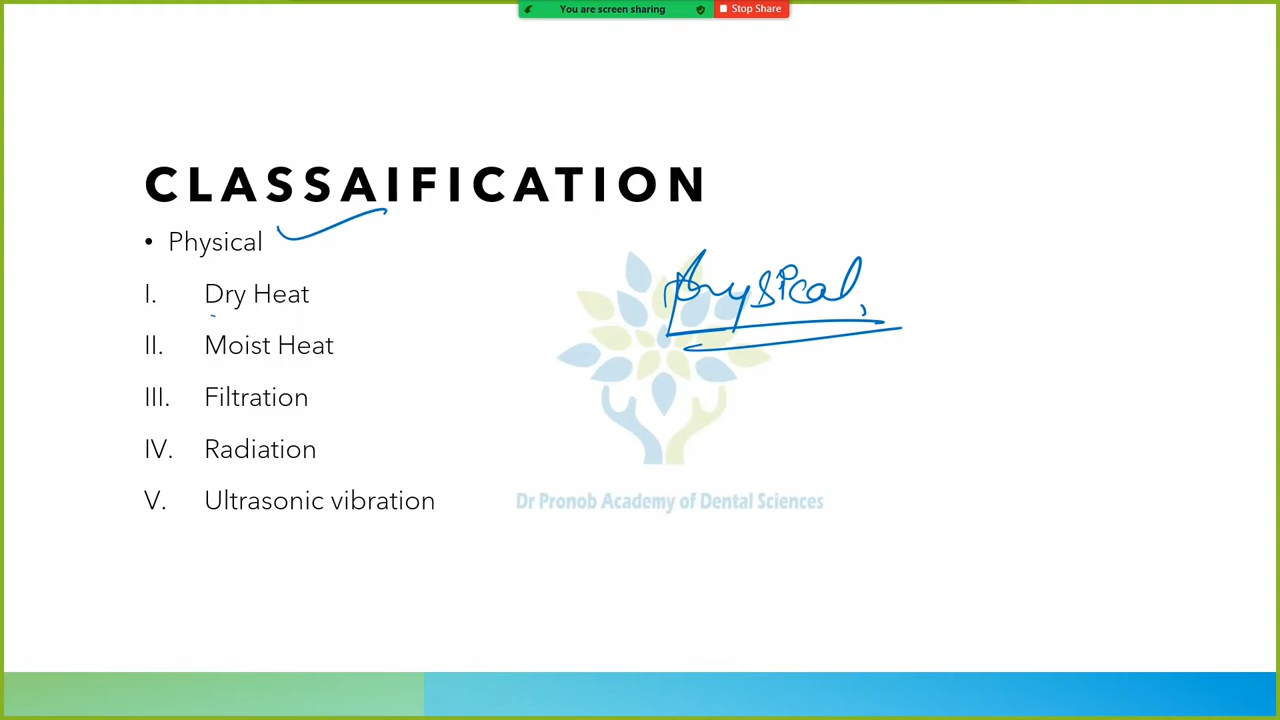 You are screen sharing Stop Share
CLASSAIFICATION
• Physical
I. Dry Heat
II. Moist Heat
III. Filtration
IV. Radiation
V. Ultrasonic vibration
Physical,
Dr Pronob Academy of Dental Sciences